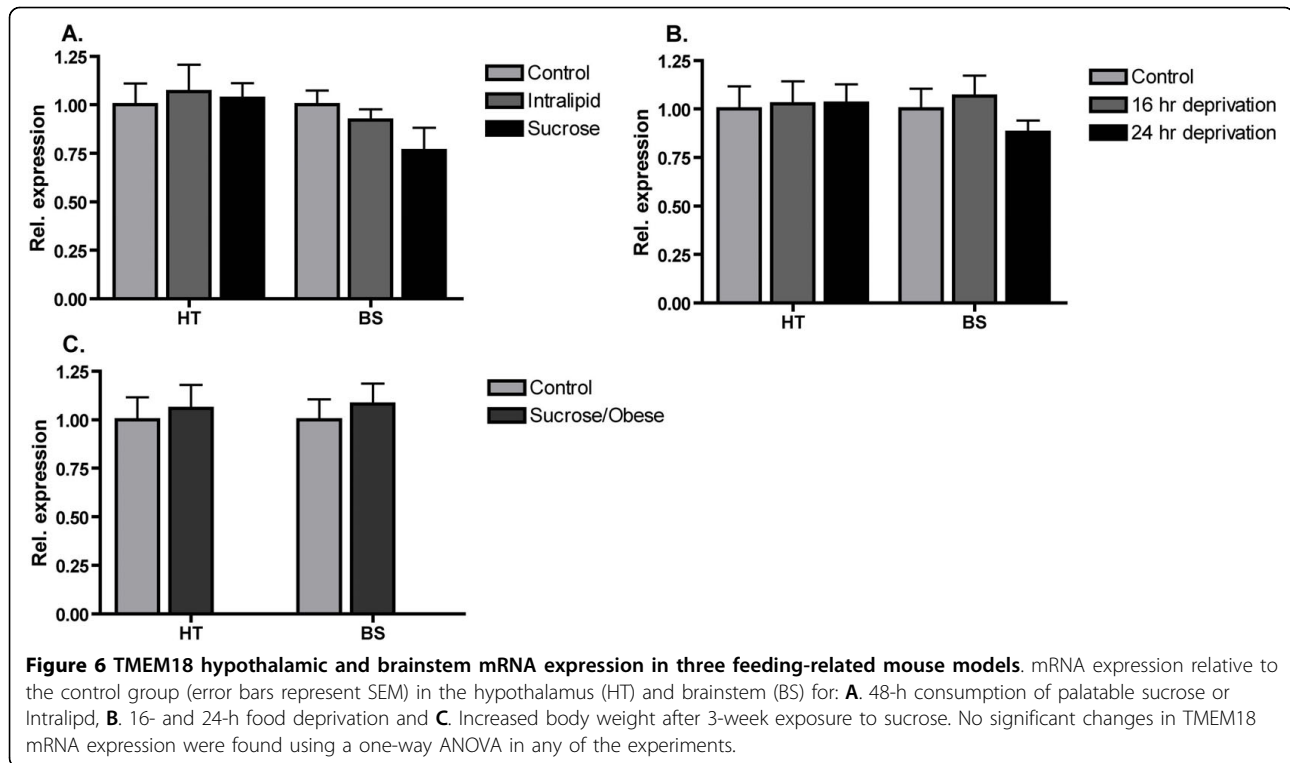 A.
1.25
1.00
0.75
0.50
0.25
0.00
Rel. expression
HT BS
Control
Intralipid
Sucrose
B.
1.25
1.00
0.75
0.50
0.25
0.00
Rel. expression
HT BS
Control
16 hr deprivation
24 hr deprivation
C.
1.25
1.00
0.75
0.50
0.25
0.00
Rel. expression
HT BS
Control
Sucrose/Obese
Figure 6 TMEM18 hypothalamic and brainstem mRNA expression in three feeding-related mouse models. mRNA expression relative to
the control group (error bars represent SEM) in the hypothalamus (HT) and brainstem (BS) for: A. 48-h consumption of palatable sucrose or
Intralipd, B. 16- and 24-h food deprivation and C. Increased body weight after 3-week exposure to sucrose. No significant changes in TMEM18
mRNA expression were found using a one-way ANOVA in any of the experiments.